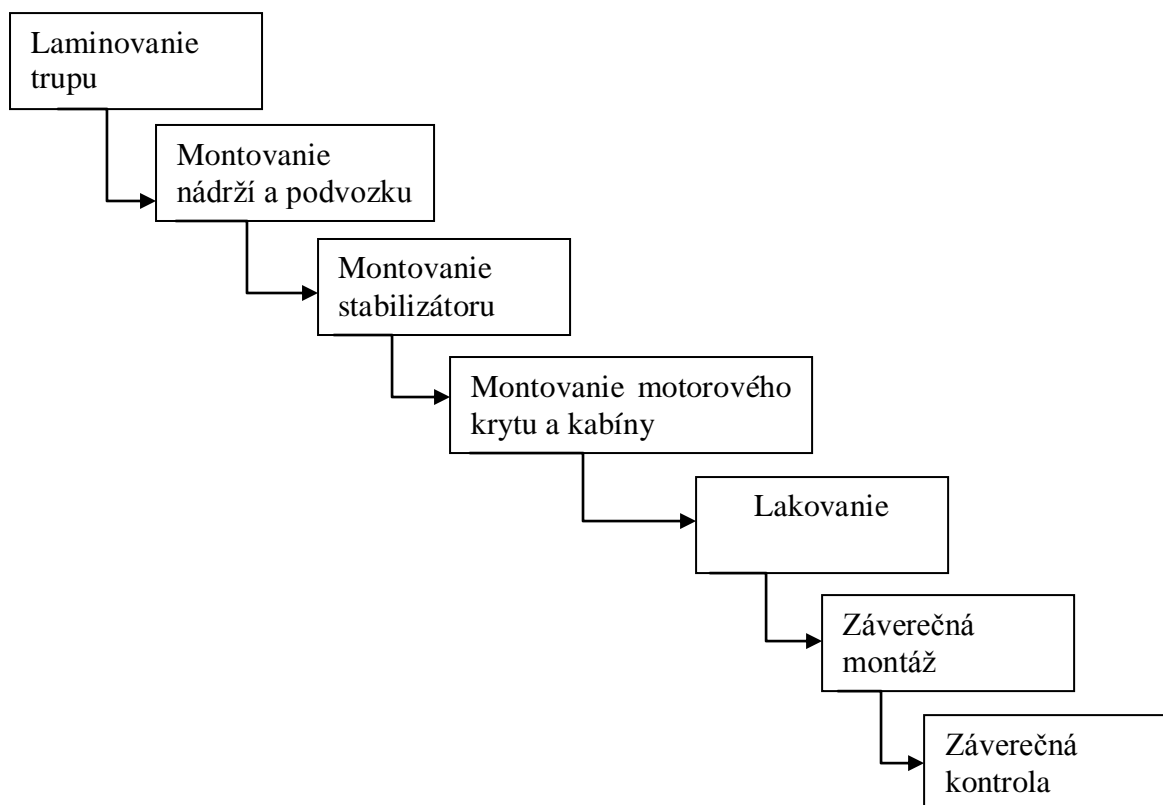 Laminovanie
trupu
Montovanie
nádrží a podvozku
Montovanie
stabilizátoru
Montovanie motorového
krytu a kabíny
Lakovanie
Záverečná
montáž
Záverečná
kontrola